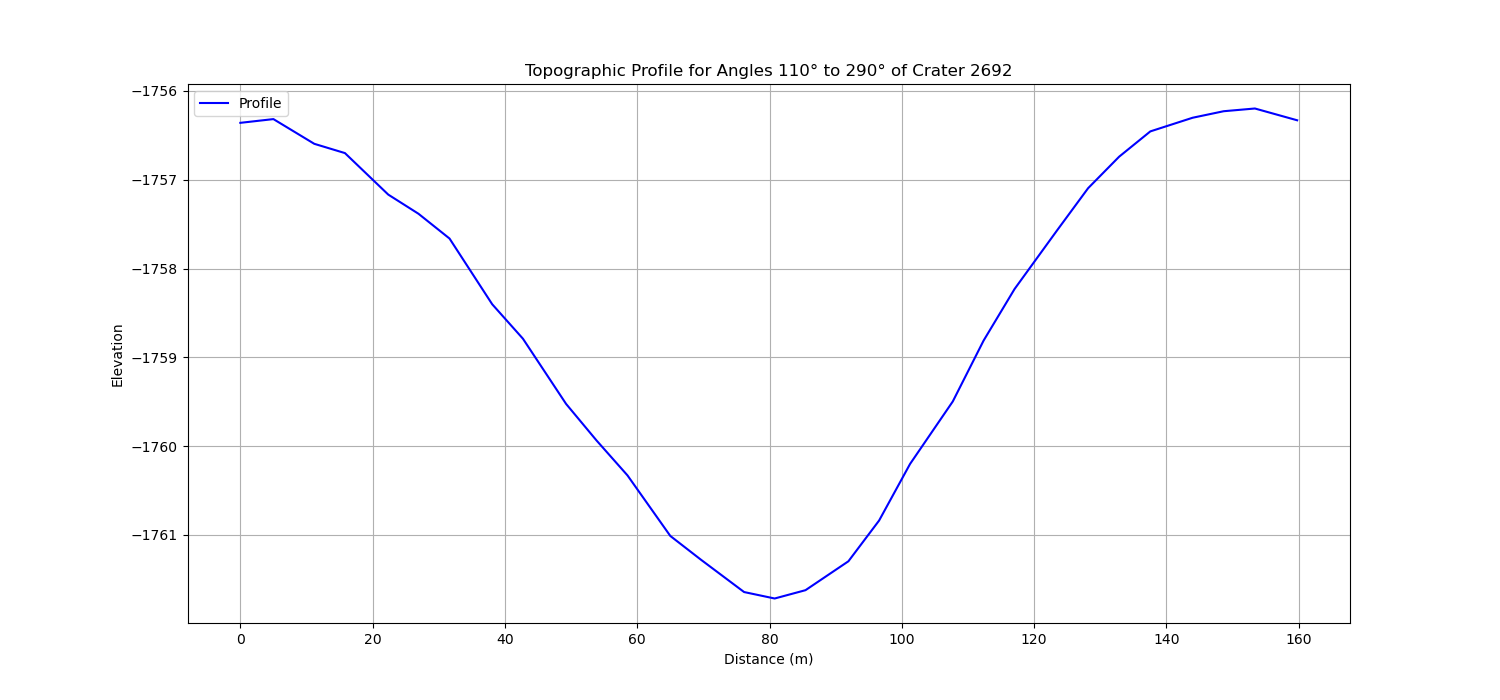 Topographic Profile for Angles 110° to 290° of Crater 2692
Profile
−1756
−1757
−1758
−1759
−1760
−1761
Elevation
0 20 40 60 80 100 120 140 160
Distance (m)